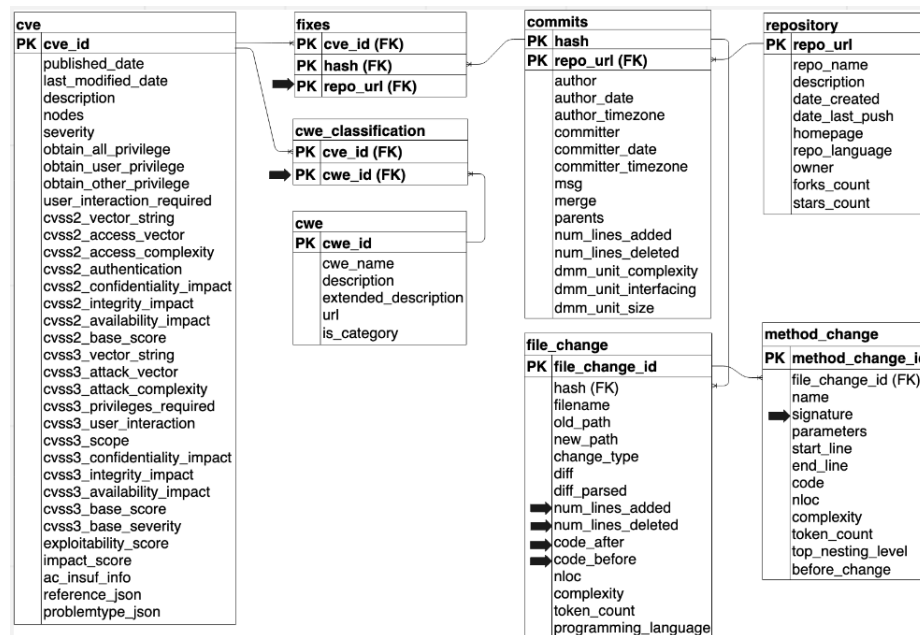 cve
PK cve_id
published_date
last_modified_date
description
nodes
severity
obtain_all_privilege
obtain_user_privilege
obtain_other_privilege
user_interaction_required
cvss2_vector_string
cvss2_access_vector
cvss2_access_complexity
cvss2_authentication
cvss2_confidentiality_impact
cvss2_integrity_impact
cvss2_availability_impact
cvss2_base_score
cvss3_vector_string
cvss3_attack_vector
cvss3_attack_complexity
cvss3_privileges_required
cvss3_user_interaction
cvss3_scope
cvss3_confidentiality_impact
cvss3_integrity_impact
cvss3_availability_impact
cvss3_base_score
cvss3_base_severity
exploitability_score
impact_score
ac_insuf_info
reference_json
problemtype_json
fixes
PK cve_id (FK)
PK hash (FK)
PK repo_url (FK)
cwe_classification
PK cve_id (FK)
PK cwe_id (FK)
cwe
PK cwe_id
cwe_name
description
extended_description
url
is_category
commits
PK hash
PK repo_url (FK)
author
author_date
author_timezone
committer
committer_date
committer_timezone
msg
merge
parents
num_lines_added
num_lines_deleted
dmm_unit_complexity
dmm_unit_interfacing
dmm_unit_size
file_change
PK file_change_id
hash (FK)
filename
old_path
new_path
change_type
diff
diff_parsed
num_lines_added
num_lines_deleted
code_after
code_before
nloc
complexity
token_count
programming_language
repository
PK repo_url
repo_name
description
date_created
date_last_push
homepage
repo_language
owner
forks_count
stars_count
method_change
PK method_change_id
file_change_id (FK)
name
signature
parameters
start_line
end_line
code
nloc
complexity
token_count
top_nesting_level
before_change